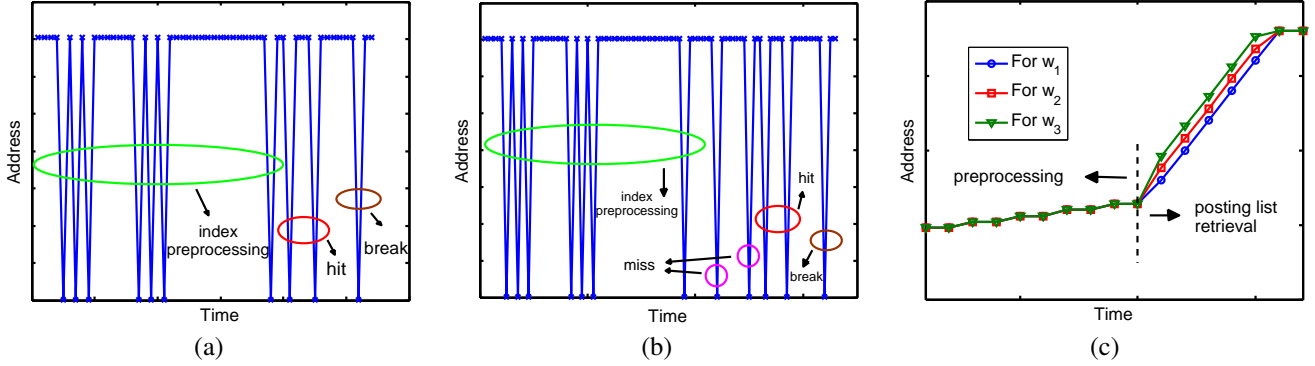 Address
index
preprocessing
hit
break
Time
(a)
Address
index
preprocessing
hit
miss
break
Time
(b)
Address
For w1
For w2
For w3
preprocessing
posting list
retrieval
Time
(c)